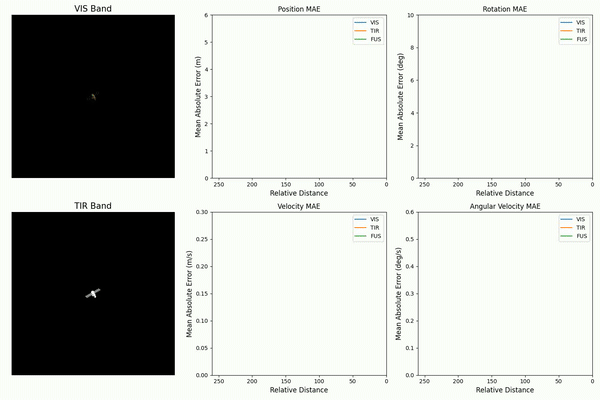 VIS Band
Position MAE
Mean Absolute Error (m)
6
5
4
3
2
1
0
250 200 150 100 50 0
Relative Distance
VIS
TIR
FUS
Rotation MAE
Mean Absolute Error (deg)
10
8
6
4
2
0
250 200 150 100 50 0
Relative Distance
VIS
TIR
FUS
TIR Band
Velocity MAE
Mean Absolute Error (m/s)
0.30
0.25
0.20
0.15
0.10
0.05
0.00
250 200 150 100 50 0
Relative Distance
VIS
TIR
FUS
Angular Velocity MAE
Mean Absolute Error (deg/s)
0.6
0.5
0.4
0.3
0.2
0.1
0.0
250 200 150 100 50 0
Relative Distance
VIS
TIR
FUS